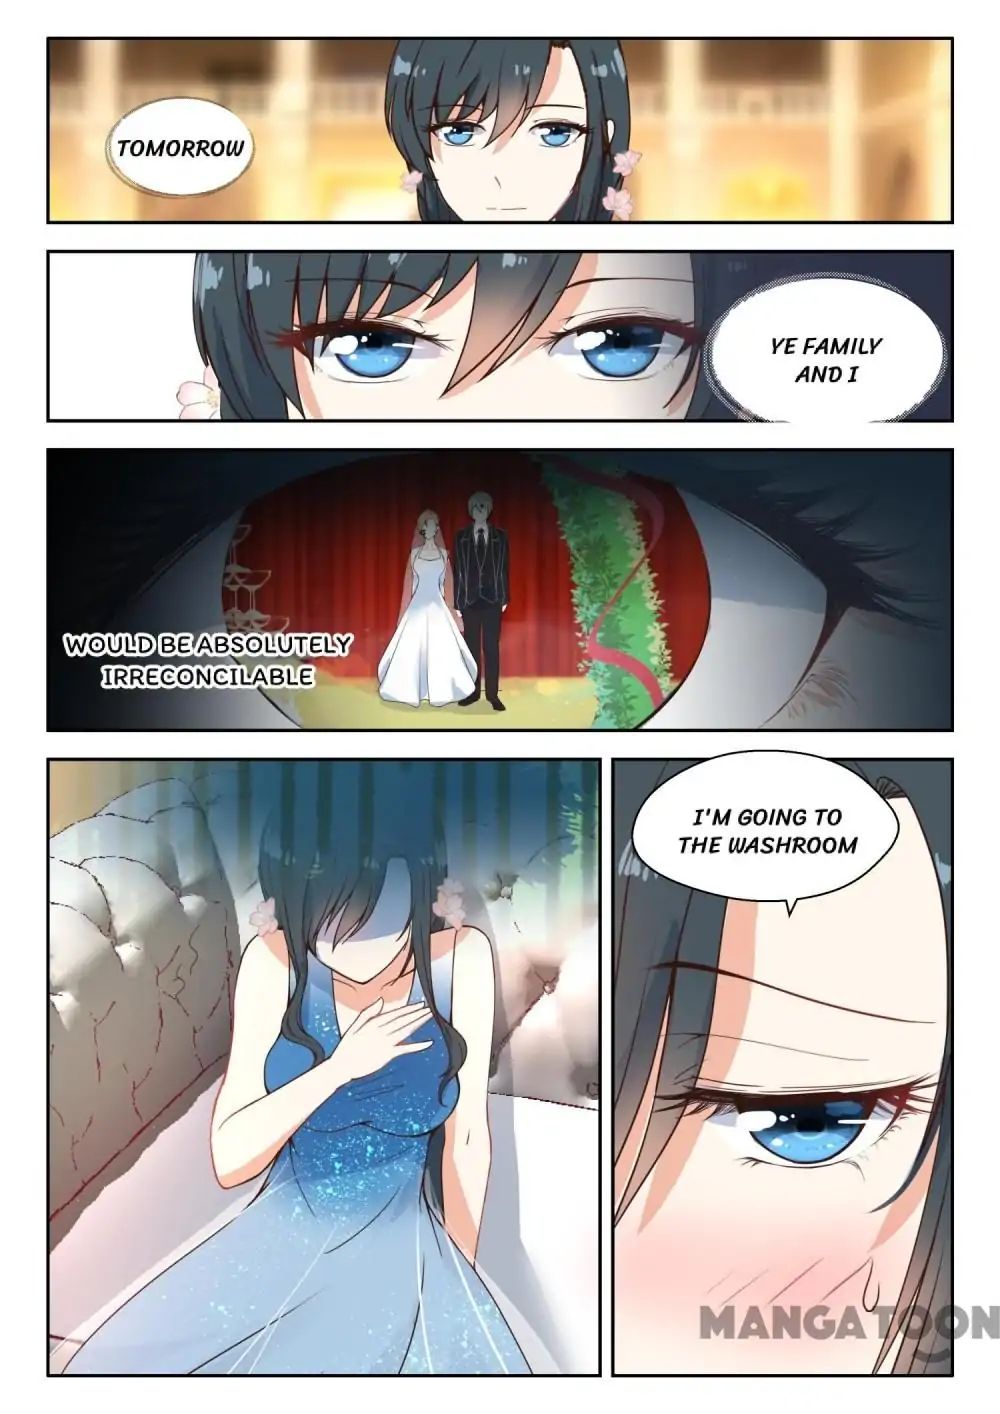 TOMORROW
YE FAMILY
AND I
WOULD BE ABSOLUTELY
IRRECONCILABLE
I'M GOING TO
THE WASHROOM
MANGATOON